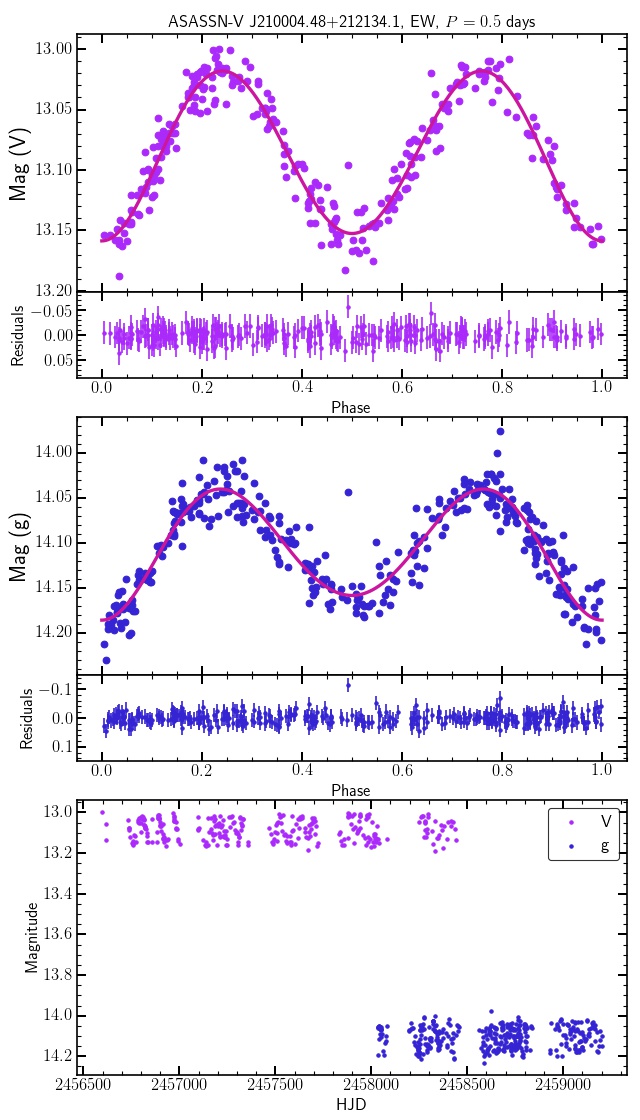 ASASSN-V J210004.48+212134.1, EW, P = 0.5 days
13.00
13.05
13.10
13.15
13.20
Mag (V)
−0.05
0.00
0.05
Residuals
0.0 0.2 0.4 0.6 0.8 1.0
Phase
14.00
14.05
14.10
14.15
14.20
Mag (g)
−0.1
0.0
0.1
Residuals
0.0 0.2 0.4 0.6 0.8 1.0
Phase
13.0
13.2
13.4
13.6
13.8
14.0
14.2
Magnitude
V
g
2456500 2457000 2457500 2458000 2458500 2459000
HJD